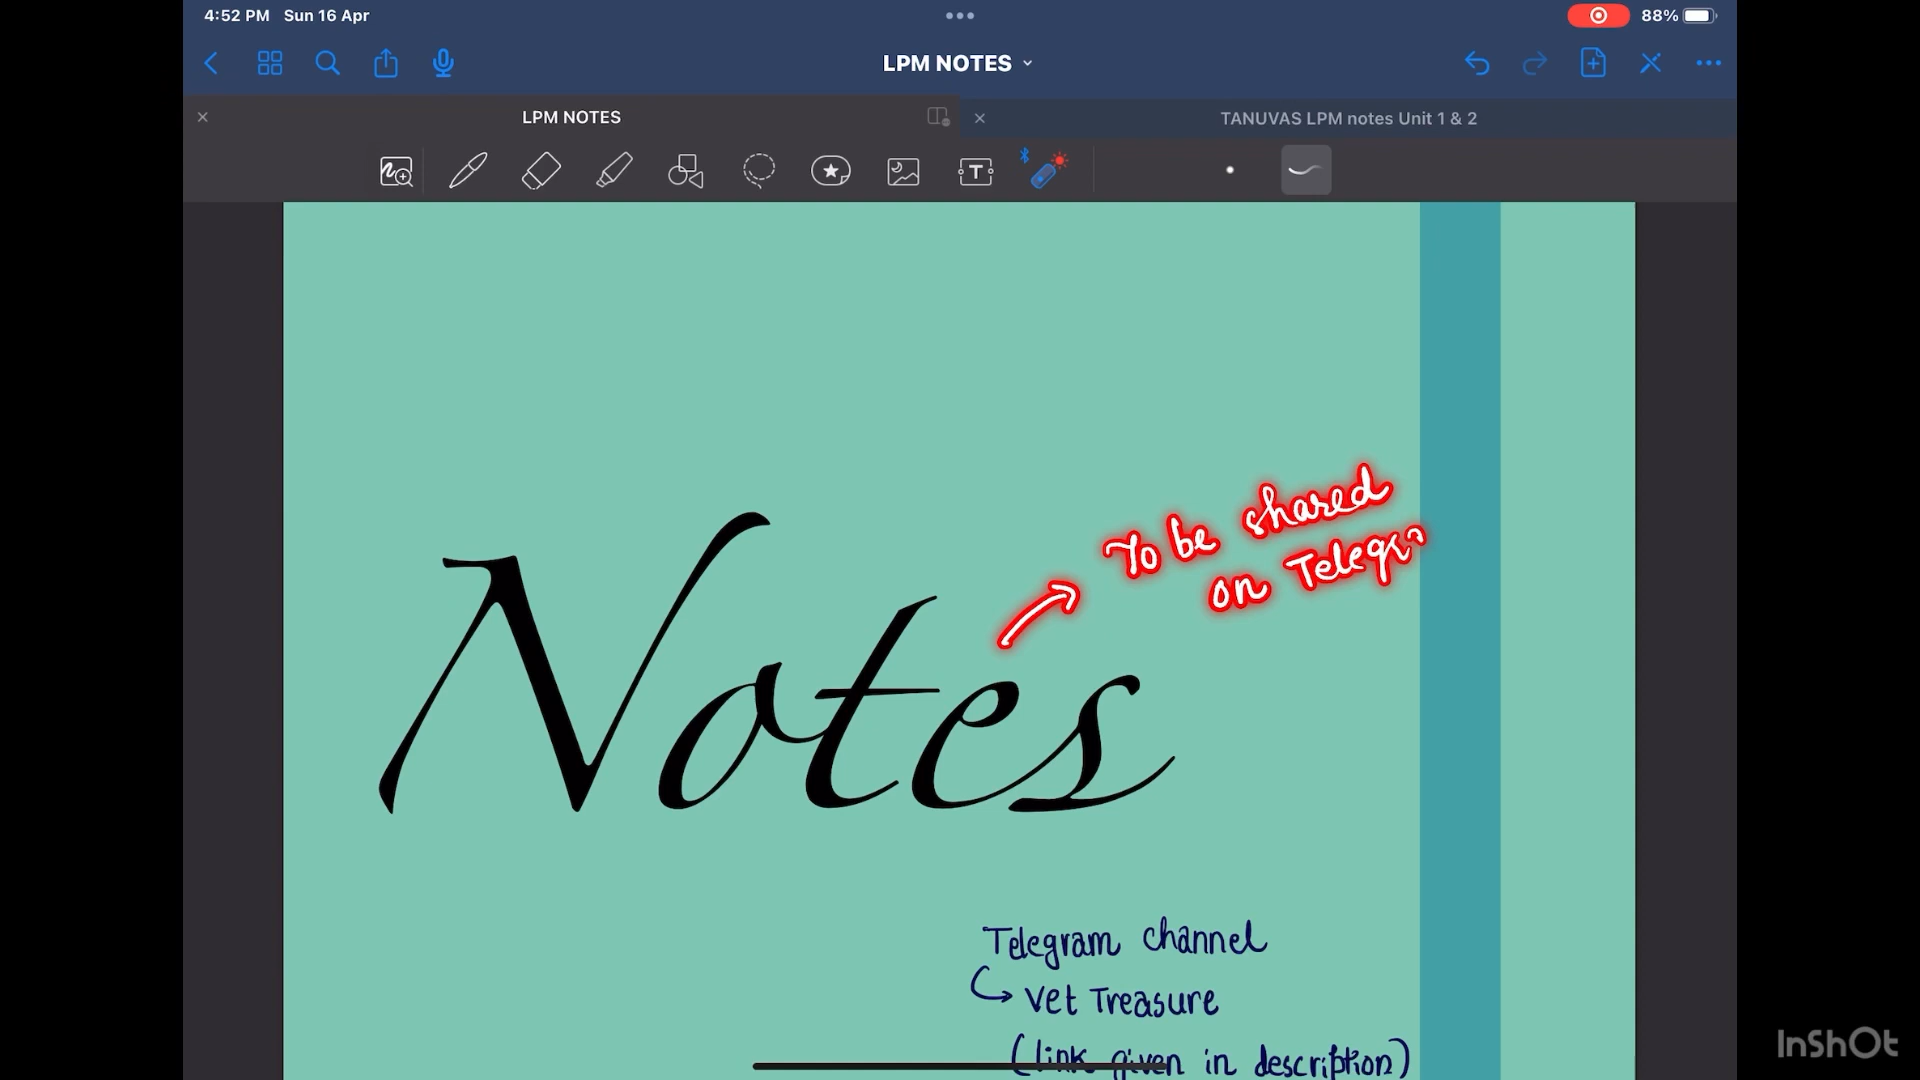 4:52 PM Sun 16 Apr
88%
LPM NOTES
LPM NOTES
TANUVAS LPM notes Unit 1 & 2
To be shared
on Telegr
Notes
Telegram channel
Vet Treasure
(link given in description)
InShOt